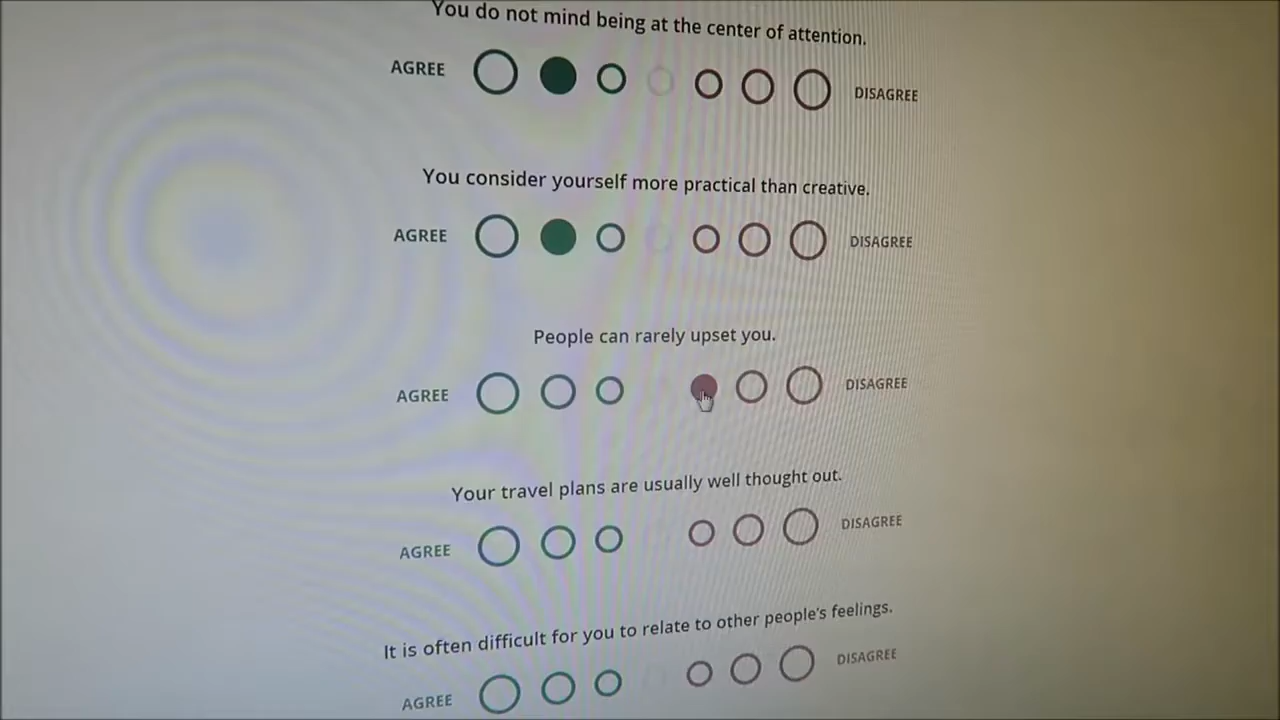 You do not mind being at the center of attention.
AGREE DISAGREE
You consider yourself more practical than creative.
AGREE DISAGREE
People can rarely upset you.
AGREE DISAGREE
Your travel plans are usually well thought out.
AGREE DISAGREE
It is often difficult for you to relate to other people's feelings.
AGREE DISAGREE